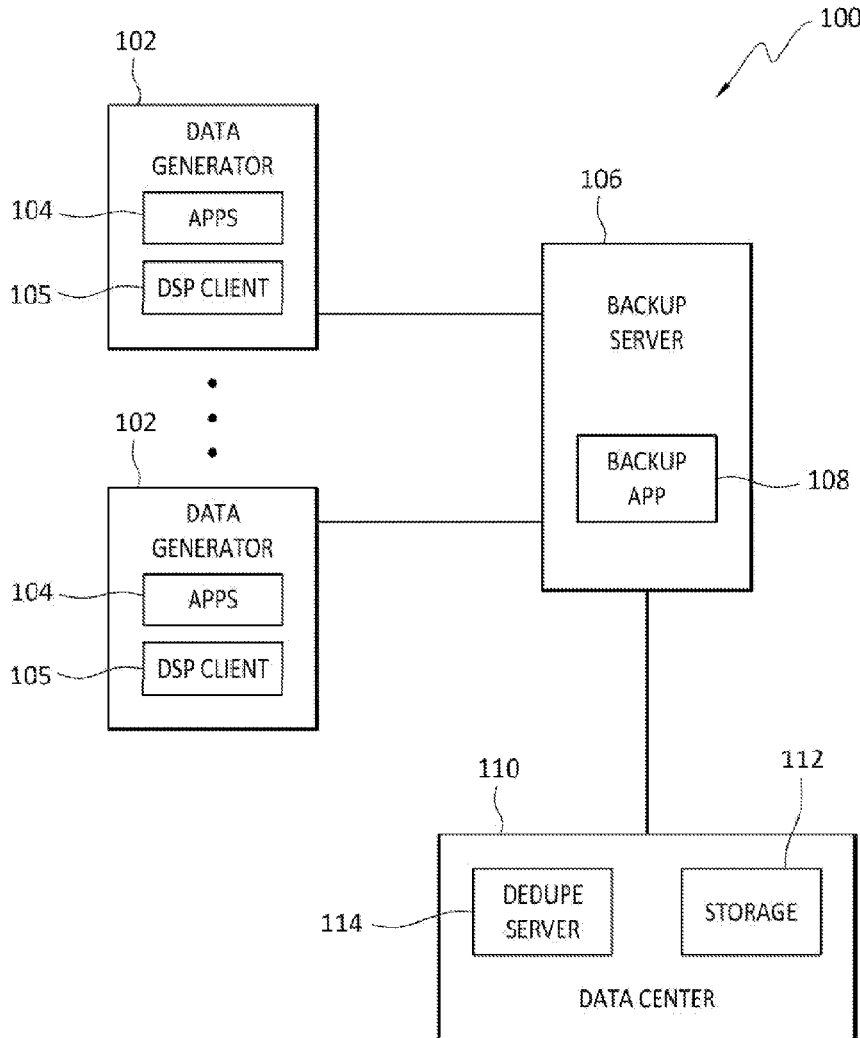 100
102
DATA
GENERATOR
104
APPS
105
DSP CLIENT
106
BACKUP
SERVER
BACKUP
APP
108
102
DATA
GENERATOR
104
APPS
105
DSP CLIENT
110
112
DEDUPE
SERVER
114
STORAGE
DATA CENTER